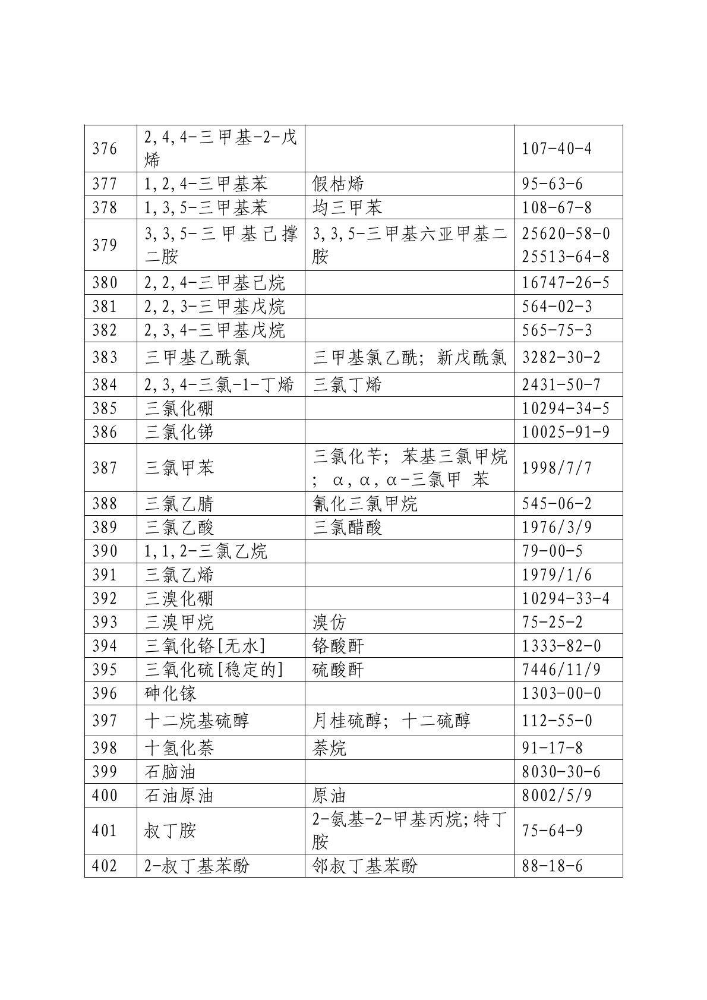 376 2,4,4-三甲基-2-戊烯 107-40-4
377 1,2,4-三甲基苯 假枯烯 95-63-6
378 1,3,5-三甲基苯 均三甲苯 108-67-8
379 3,3,5-三甲基己撑二胺 3,3,5-三甲基六亚甲基二胺 25620-58-0 25513-64-8
380 2,2,4-三甲基己烷 16747-26-5
381 2,2,3-三甲基戊烷 564-02-3
382 2,3,4-三甲基戊烷 565-75-3
383 三甲基乙酰氯 三甲基氯乙酰；新戊酰氯 3282-30-2
384 2,3,4-三氯-1-丁烯 三氯丁烯 2431-50-7
385 三氯化硼 10294-34-5
386 三氯化锑 10025-91-9
387 三氯甲苯 三氯化苄；苯基三氯甲烷；α,α,α-三氯甲 苯 1998/7/7
388 三氯乙腈 氰化三氯甲烷 545-06-2
389 三氯乙酸 三氯醋酸 1976/3/9
390 1,1,2-三氯乙烷 79-00-5
391 三氯乙烯 1979/1/6
392 三溴化硼 10294-33-4
393 三溴甲烷 溴仿 75-25-2
394 三氧化铬[无水] 铬酸酐 1333-82-0
395 三氧化硫[稳定的] 硫酸酐 7446/11/9
396 砷化镓 1303-00-0
397 十二烷基硫醇 月桂硫醇；十二硫醇 112-55-0
398 十氢化萘 萘烷 91-17-8
399 石脑油 8030-30-6
400 石油原油 原油 8002/5/9
401 叔丁胺 2-氨基-2-甲基丙烷;特丁胺 75-64-9
402 2-叔丁基苯酚 邻叔丁基苯酚 88-18-6